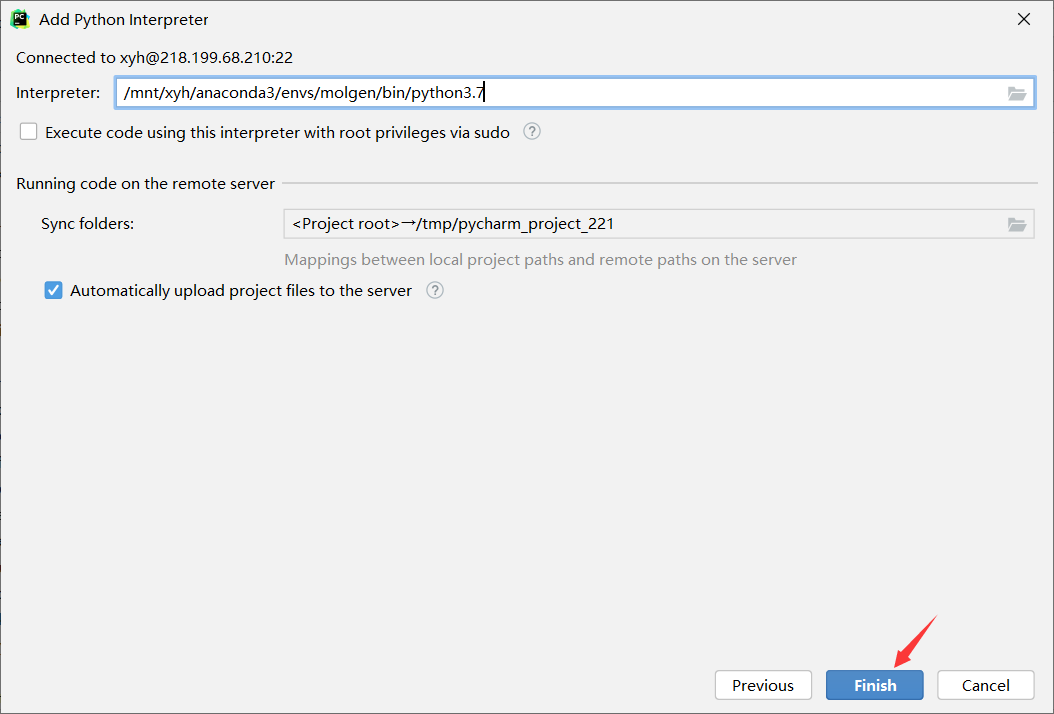 PC Add Python Interpreter
Connected to xyh@218.199.68.210:22
Interpreter: /mnt/xyh/anaconda3/envs/molgen/bin/python3.7
Execute code using this interpreter with root privileges via sudo ?
Running code on the remote server
Sync folders: <Project root>→/tmp/pycharm_project_221
Mappings between local project paths and remote paths on the server
Automatically upload project files to the server ?
Previous Finish Cancel